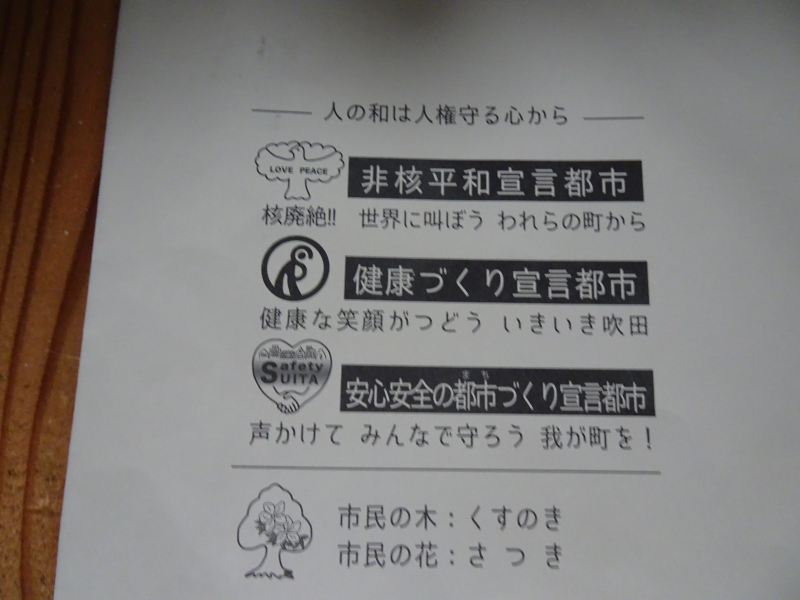 人の和は人権守る心から
LOVE PEACE
非核平和宣言都市
核廃絶!! 世界に叫ぼう われらの町から
健康づくり宣言都市
健康な笑顔がつどう いきいき吹田
Safety
SUITA
まち
安心安全の都市づくり宣言都市
声かけて みんなで守ろう 我が町を！
市民の木：くすのき
市民の花：さつき